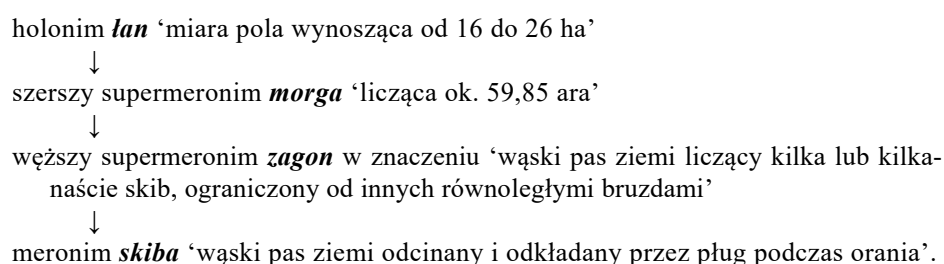 holonim łan ‘miara pola wynosząca od 16 do 26 ha’
↓
szerszy supermeronim morga ‘licząca ok. 59,85 ara’
↓
węższy supermeronim zagon w znaczeniu ‘wąski pas ziemi liczący kilka lub kilka-
naście skib, ograniczony od innych równoległymi bruzdami’
↓
meronim skiba ‘wąski pas ziemi odcinany i odkładany przez pług podczas orania’.